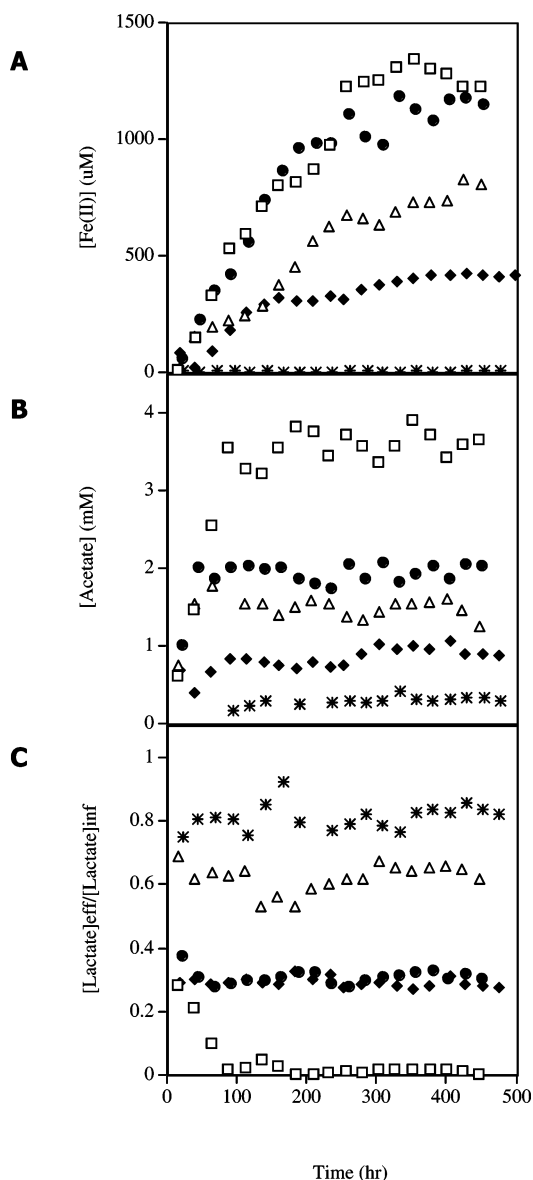 A
1500
1000
500
0
[Fe(II)] (uM)
B
4
3
2
1
0
[Acetate] (mM)
C
1
0.8
0.6
0.4
0.2
0
[Lactate]eff/[Lactate]inf
0 100 200 300 400 500
Time (hr)